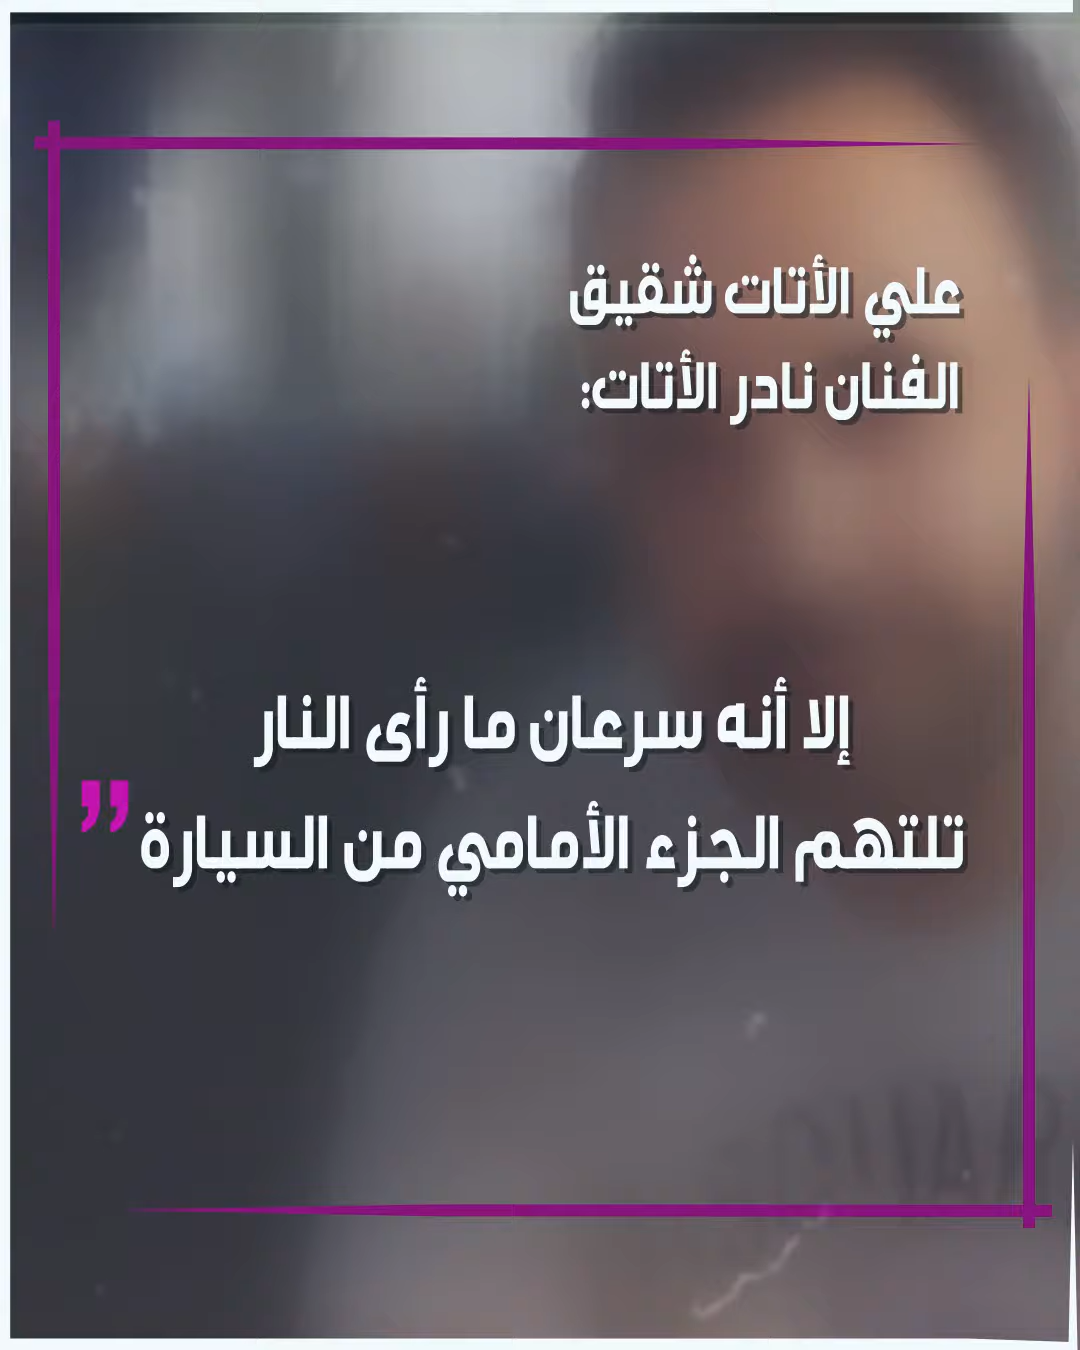 علي الأتات شقيق
الفنان نادر الأتات:
إلا أنه سرعان ما رأى النار
تلتهم الجزء الأمامي من السيارة ”